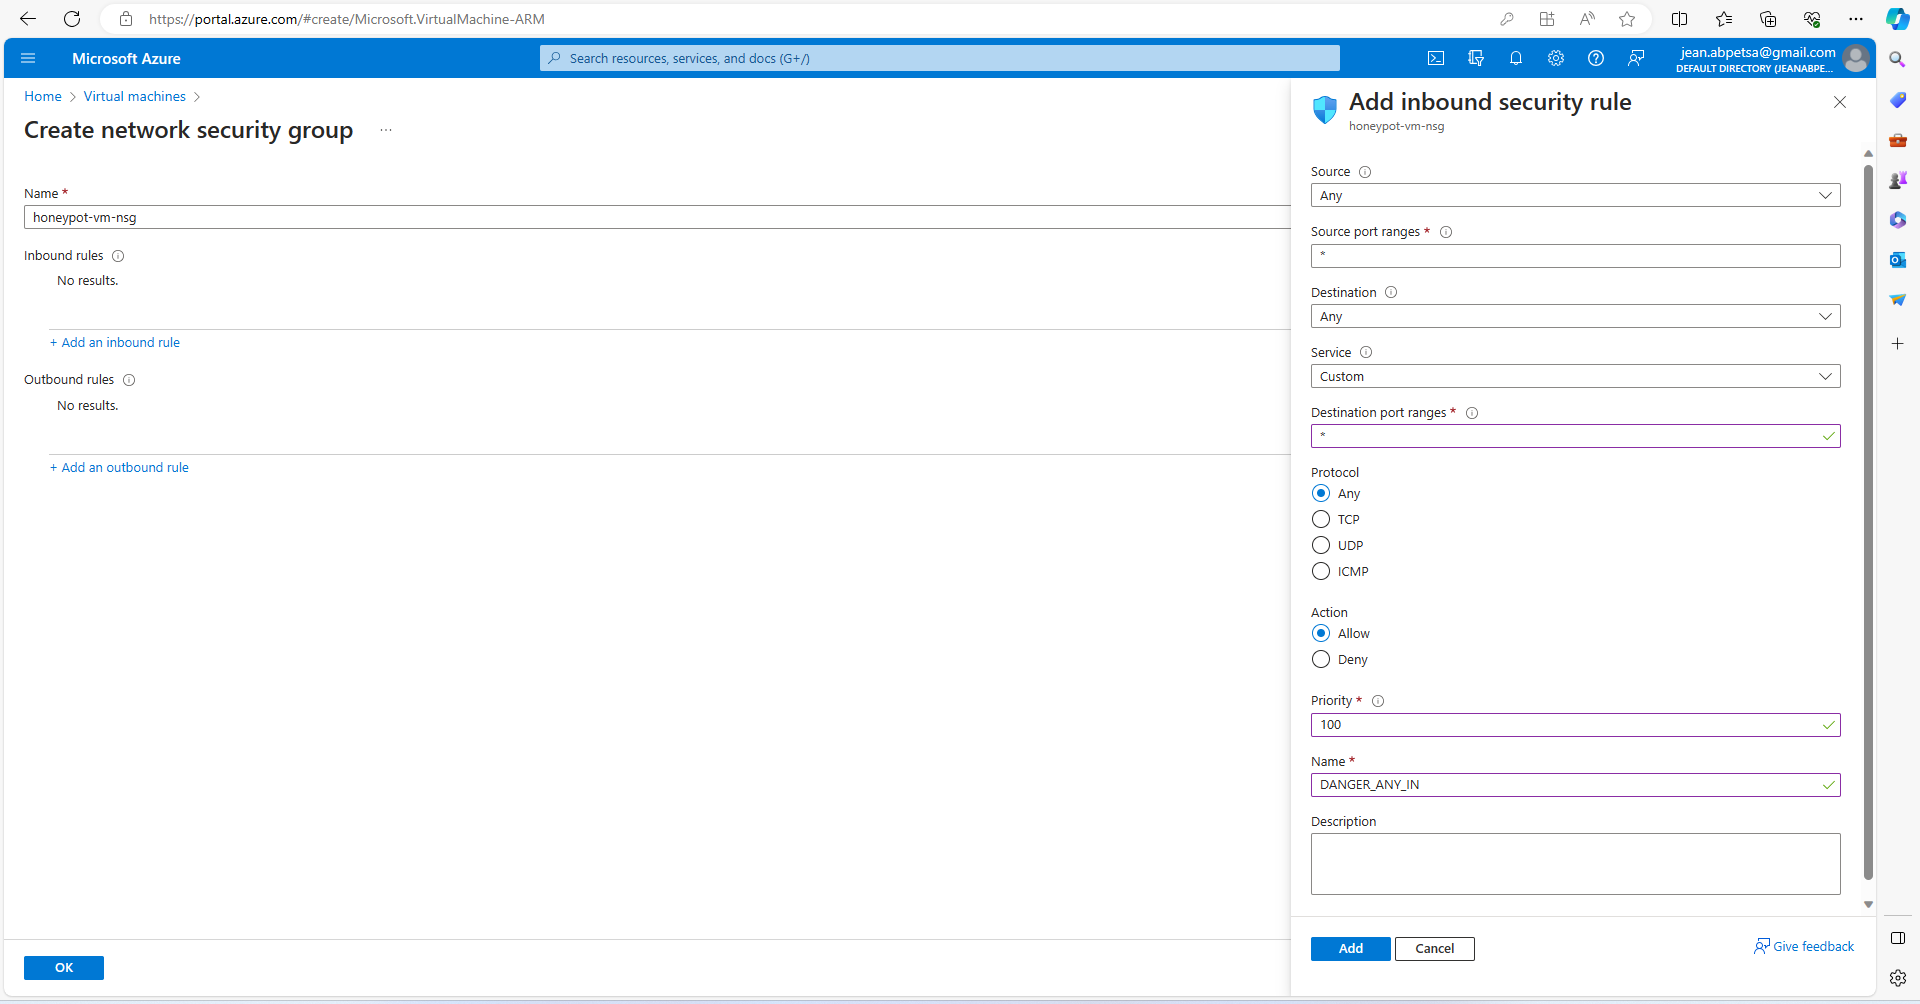 https://portal.azure.com/#create/Microsoft.VirtualMachine-ARM
Microsoft Azure
Search resources, services, and docs (G+/)
jean.abpetsa@gmail.com
DEFAULT DIRECTORY (JEANABPE...
Home > Virtual machines >
Create network security group ...
Name *
honeypot-vm-nsg
Inbound rules
No results.
+ Add an inbound rule
Outbound rules
No results.
+ Add an outbound rule
OK
Add inbound security rule
honeypot-vm-nsg
Source
Any
Source port ranges *
*
Destination
Any
Service
Custom
Destination port ranges *
*
Protocol
Any
TCP
UDP
ICMP
Action
Allow
Deny
Priority *
100
Name *
DANGER_ANY_IN
Description
Add
Cancel
Give feedback